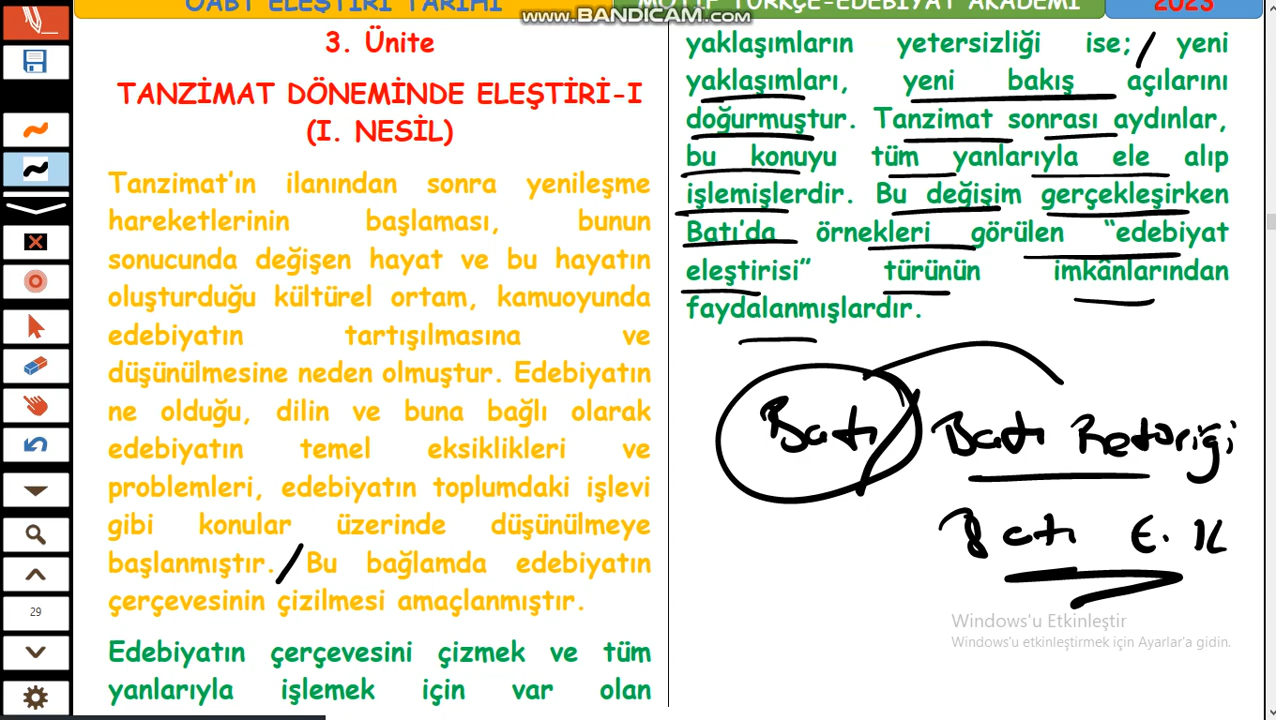 ÖABT ELEŞTİRİ TARİHİ
www.BANDICAM.com
MOTTF TÜRKÇE-EDEBİYAT AKADEMİ
2023
3. Ünite
TANZİMAT DÖNEMİNDE ELEŞTİRİ-I
(I. NESİL)
Tanzimat’ın ilanından sonra yenileşme
hareketlerinin başlaması, bunun
sonucunda değişen hayat ve bu hayatın
oluşturduğu kültürel ortam, kamuoyunda
edebiyatın tartışılmasına ve
düşünülmesine neden olmuştur. Edebiyatın
ne olduğu, dilin ve buna bağlı olarak
edebiyatın temel eksiklikleri ve
problemleri, edebiyatın toplumdaki işlevi
gibi konular üzerinde düşünülmeye
başlanmıştır. Bu bağlamda edebiyatın
çerçevesinin çizilmesi amaçlanmıştır.
Edebiyatın çerçevesini çizmek ve tüm
yanlarıyla işlemek için var olan
yaklaşımların yetersizliği ise; yeni
yaklaşımları, yeni bakış açılarını
doğurmuştur. Tanzimat sonrası aydınlar,
bu konuyu tüm yanlarıyla ele alıp
işlemişlerdir. Bu değişim gerçekleşirken
Batı’da örnekleri görülen “edebiyat
eleştirisi” türünün imkânlarından
faydalanmışlardır.
Batı Batı Retoriği
Batı E. K
Windows'u Etkinleştir
Windows'u etkinleştirmek için Ayarlar'a gidin.
29